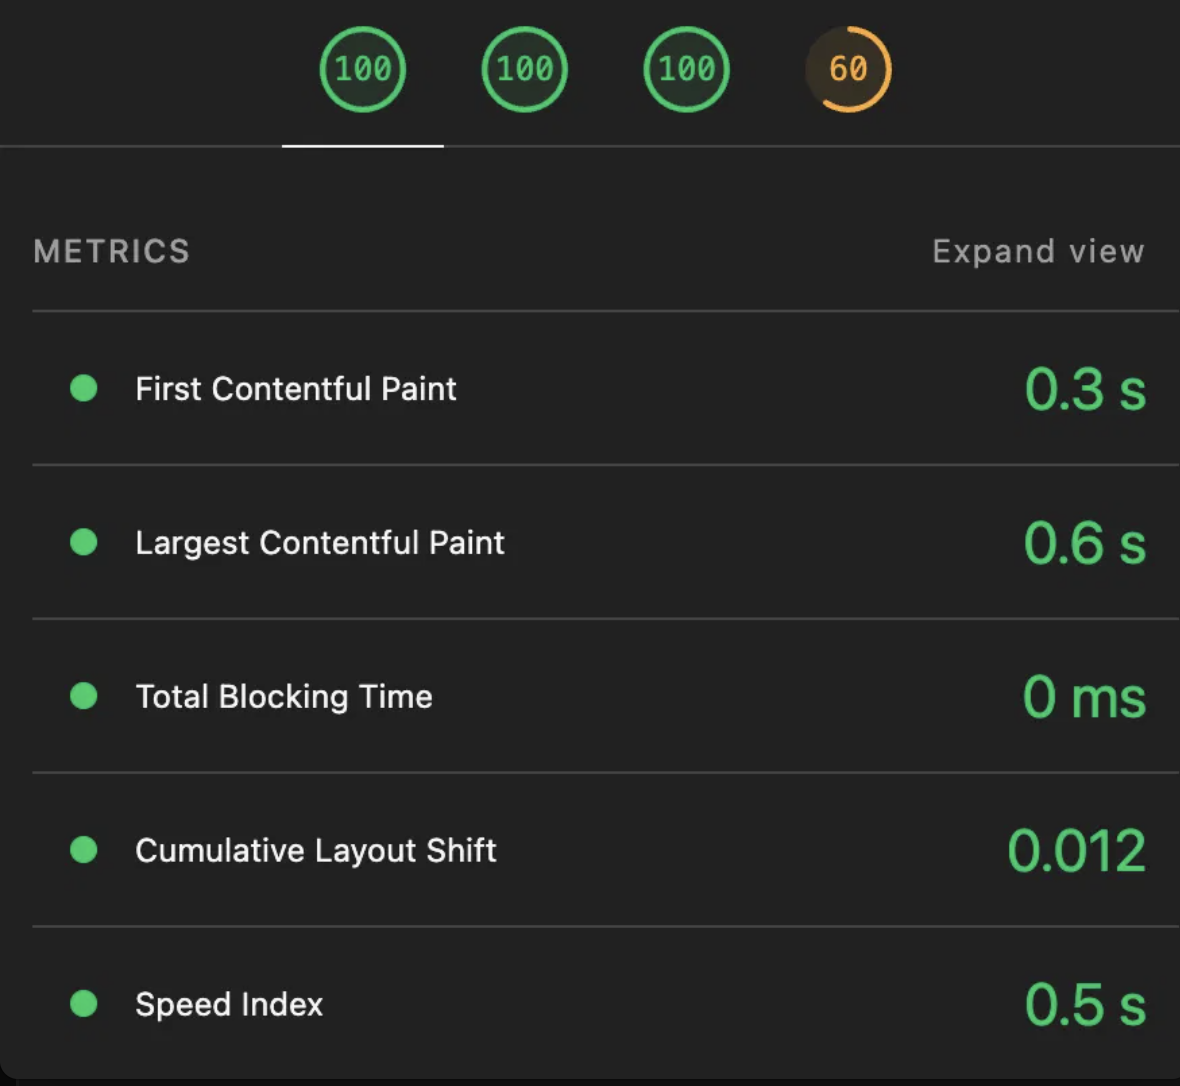 100 100 100 60
METRICS Expand view
First Contentful Paint 0.3 s
Largest Contentful Paint 0.6 s
Total Blocking Time 0 ms
Cumulative Layout Shift 0.012
Speed Index 0.5 s